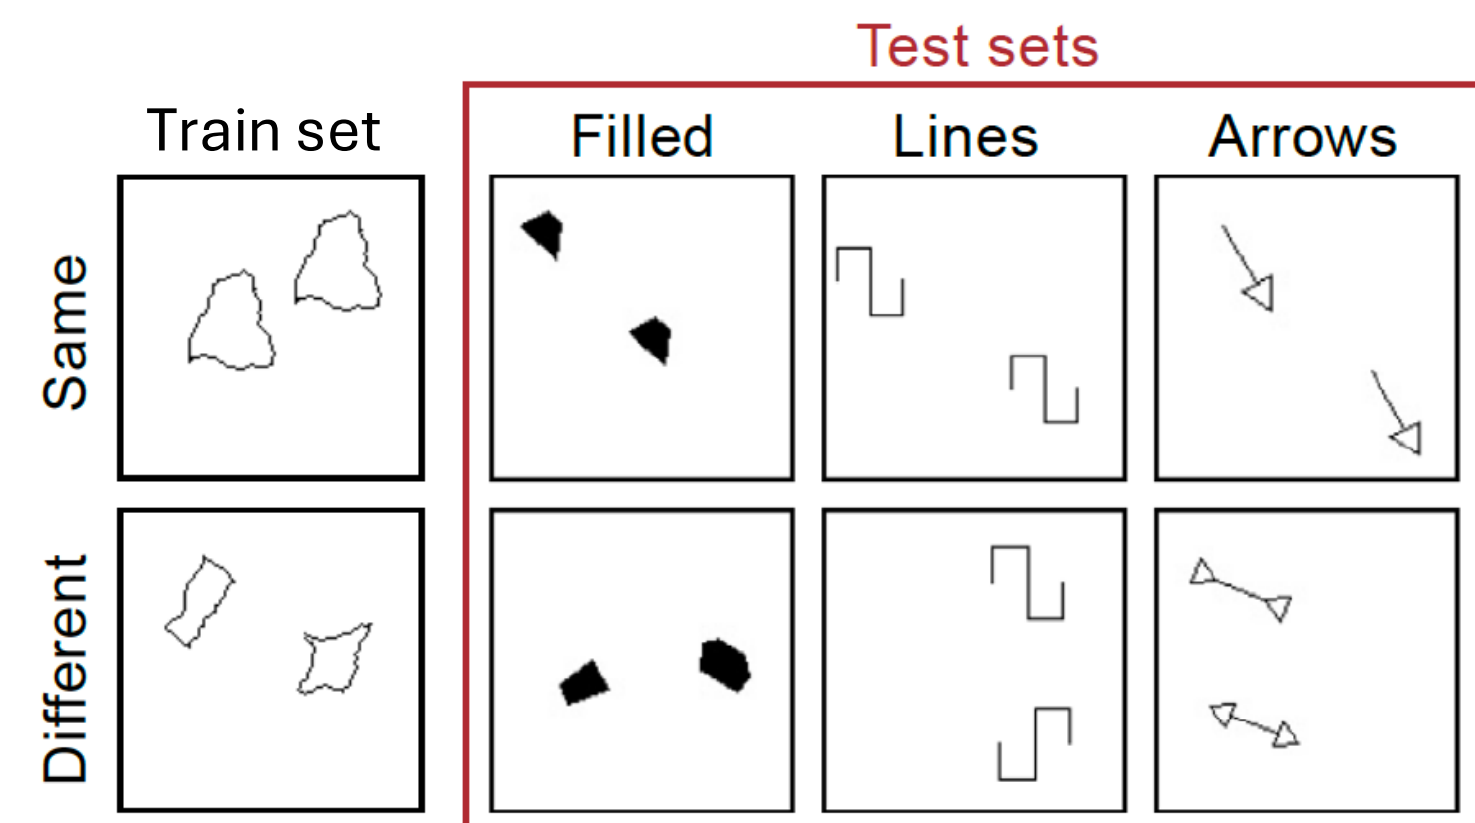 Test sets
Train set
Filled
Lines
Arrows
Same
Different